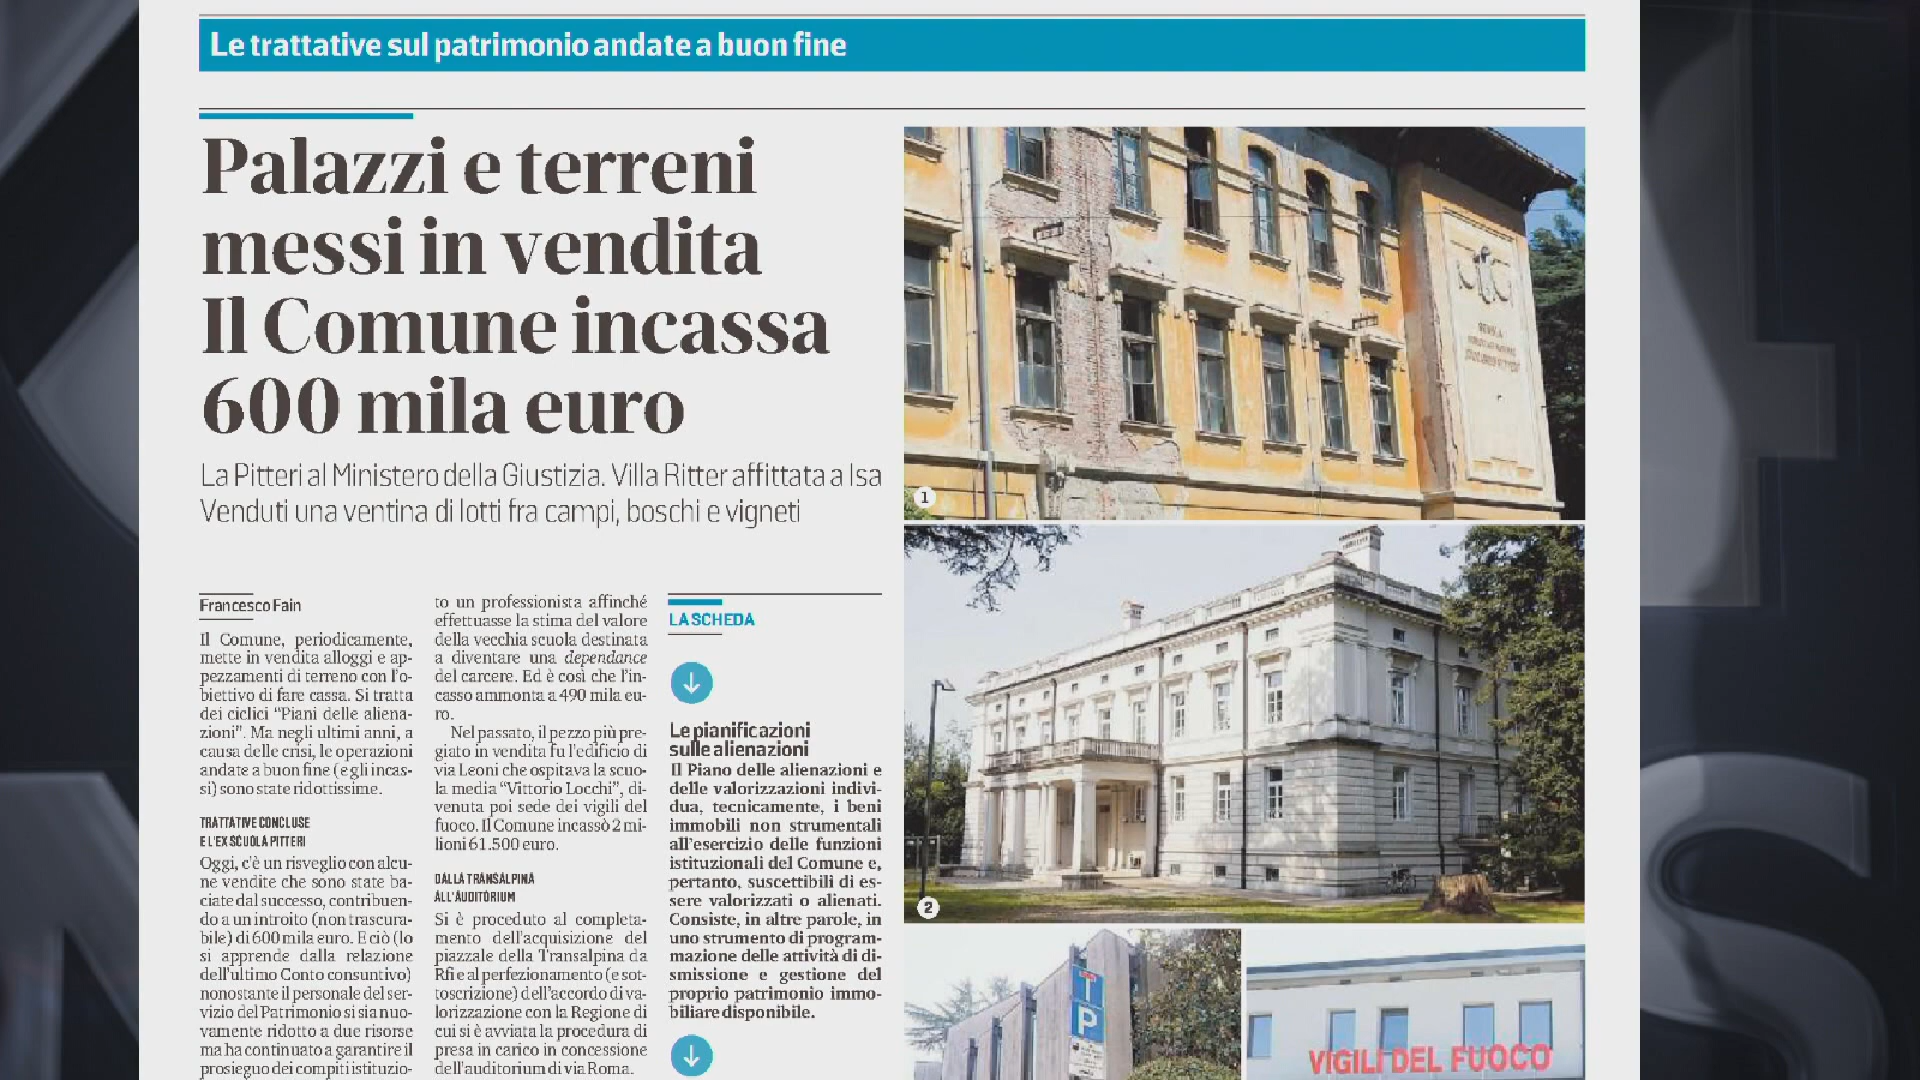 Le trattative sul patrimonio andate a buon fine
Palazzi e terreni
messi in vendita
Il Comune incassa
600 mila euro
La Pitteri al Ministero della Giustizia. Villa Ritter affittata a Isa
Venduti una ventina di lotti fra campi, boschi e vigneti
Francesco Fain
Il Comune, periodicamente,
mette in vendita alloggi e ap-
pezzamenti di terreno con l'o-
biettivo di fare cassa. Si tratta
dei ciclici “Piani delle aliena-
zioni". Ma negli ultimi anni, a
causa delle crisi, le operazioni
andate a buon fine (e gli incas-
si) sono state ridottissime.
TRATTATIVE CONCLUSE
E L'EX SCUOLA PITTERI
Oggi, c'è un risveglio con alcu-
ne vendite che sono state ba-
ciate dal successo, contribuen-
do a un introito (non trascura-
bile) di 600 mila euro. E ciò (lo
si apprende dalla relazione
dell'ultimo Conto consuntivo)
nonostante il personale del ser-
vizio del Patrimonio si sia nuo-
vamente ridotto a due risorse
ma ha continuato a garantire il
prosieguo dei compiti istituzio-
to un professionista affinché
effettuasse la stima del valore
della vecchia scuola destinata
a diventare una dependance
del carcere. Ed è così che l'in-
casso ammonta a 490 mila eu-
ro.
Nel passato, il pezzo più pre-
giato in vendita fu l'edificio di
via Leoni che ospitava la scuo-
la media “Vittorio Locchi”, di-
venuta poi sede dei vigili del
fuoco. Il Comune incassò 2 mi-
lioni 61.500 euro.
DALLA TRANSALPINA
ALL'AUDITORIUM
Si è proceduto al completa-
mento dell'acquisizione del
piazzale della Transalpina da
Rfi e al perfezionamento (e sot-
toscrizione) dell'accordo di va-
lorizzazione con la Regione di
cui si è avviata la procedura di
presa in carico in concessione
dell'auditorium di via Roma.
LA SCHEDA
Le pianificazioni
sulle alienazioni
Il Piano delle alienazioni e
delle valorizzazioni indivi-
dua, tecnicamente, i beni
immobili non strumentali
all'esercizio delle funzioni
istituzionali del Comune e,
pertanto, suscettibili di es-
sere valorizzati o alienati.
Consiste, in altre parole, in
uno strumento di program-
mazione delle attività di di-
smissione e gestione del
proprio patrimonio immo-
biliare disponibile.
1
2
T
P
VIGILI DEL FUOCO